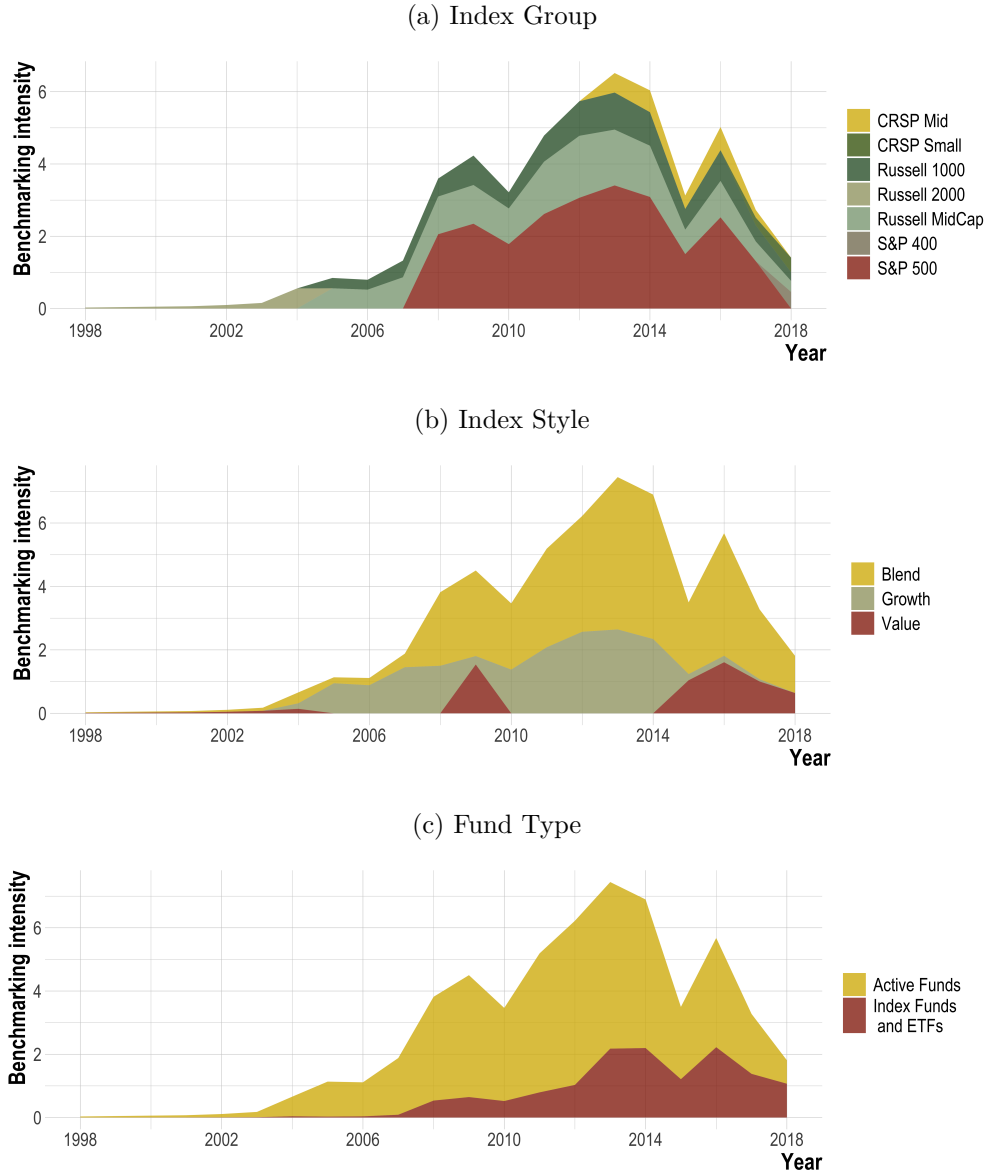 (a) Index Group
Benchmarking intensity
6
4
2
0
1998 2002 2006 2010 2014 2018
Year
CRSP Mid
CRSP Small
Russell 1000
Russell 2000
Russell MidCap
S&P 400
S&P 500
(b) Index Style
Benchmarking intensity
6
4
2
0
1998 2002 2006 2010 2014 2018
Year
Blend
Growth
Value
(c) Fund Type
Benchmarking intensity
6
4
2
0
1998 2002 2006 2010 2014 2018
Year
Active Funds
Index Funds
and ETFs